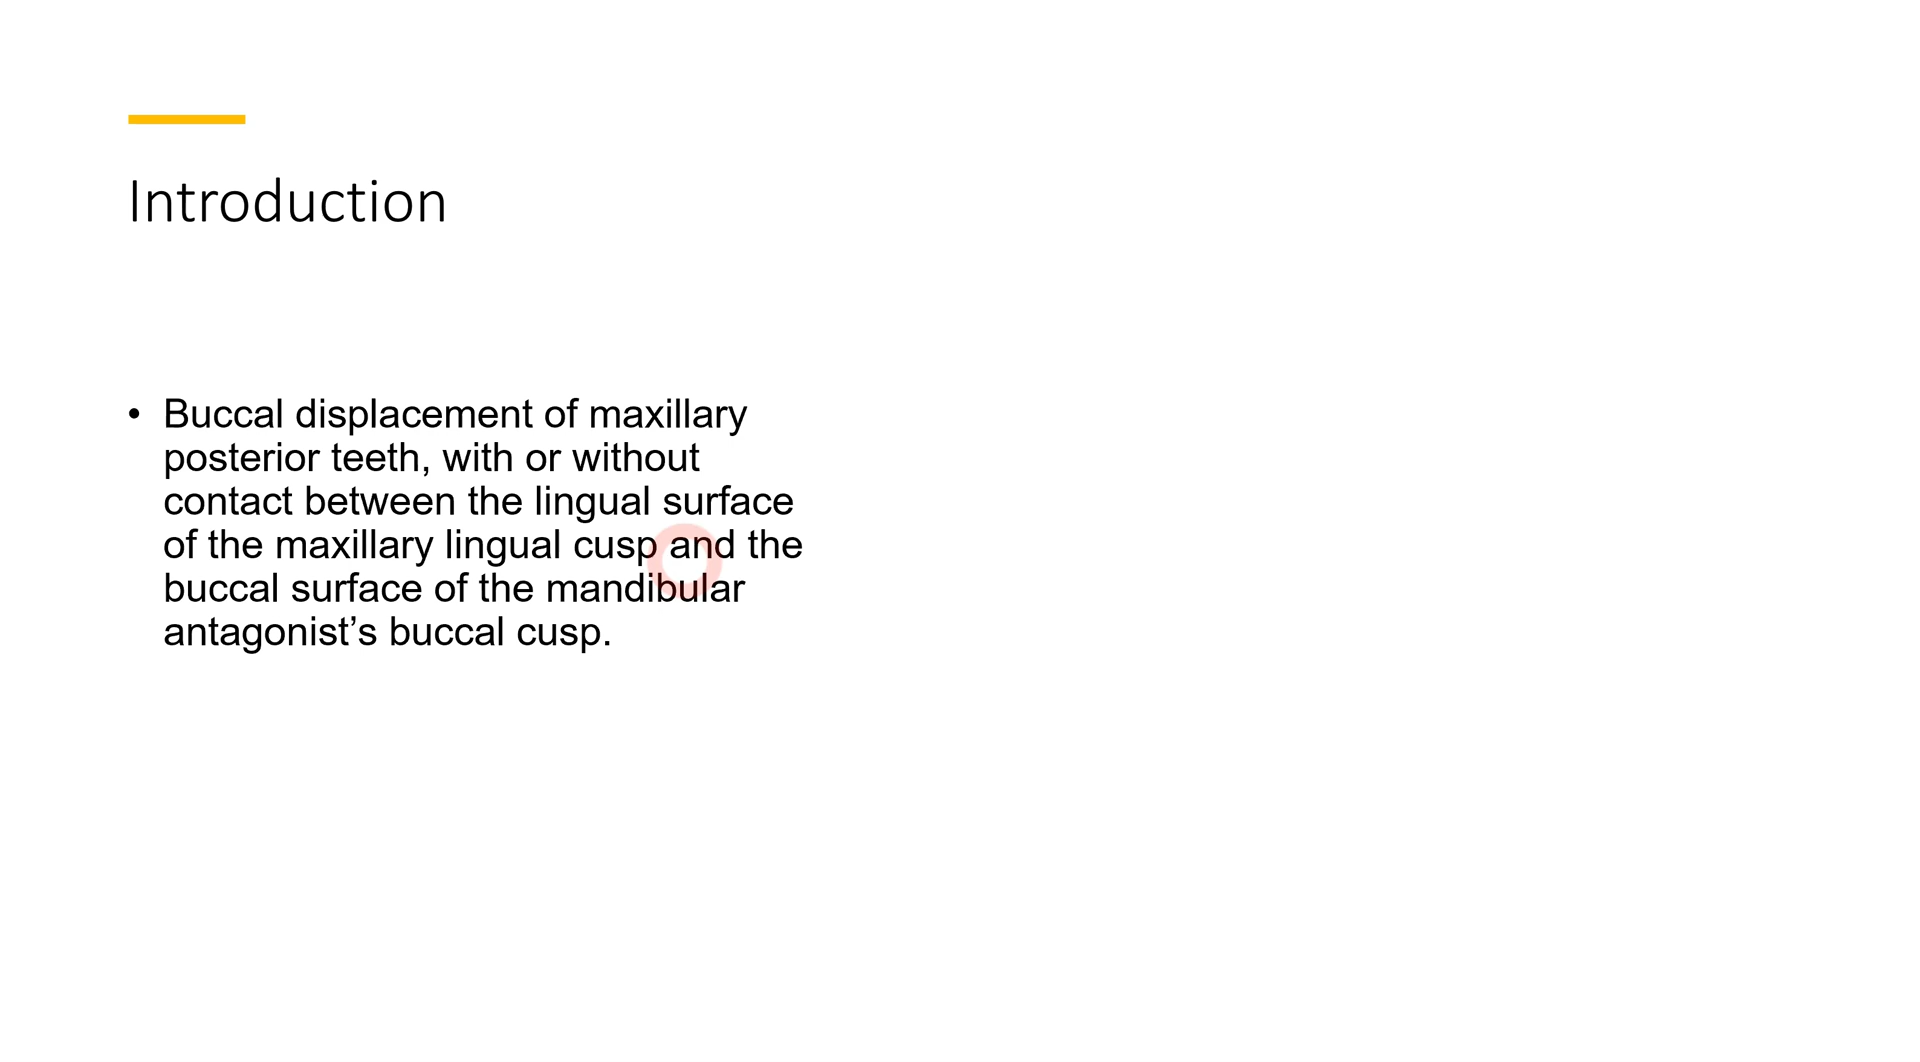 Introduction
• Buccal displacement of maxillary
posterior teeth, with or without
contact between the lingual surface
of the maxillary lingual cusp and the
buccal surface of the mandibular
antagonist’s buccal cusp.